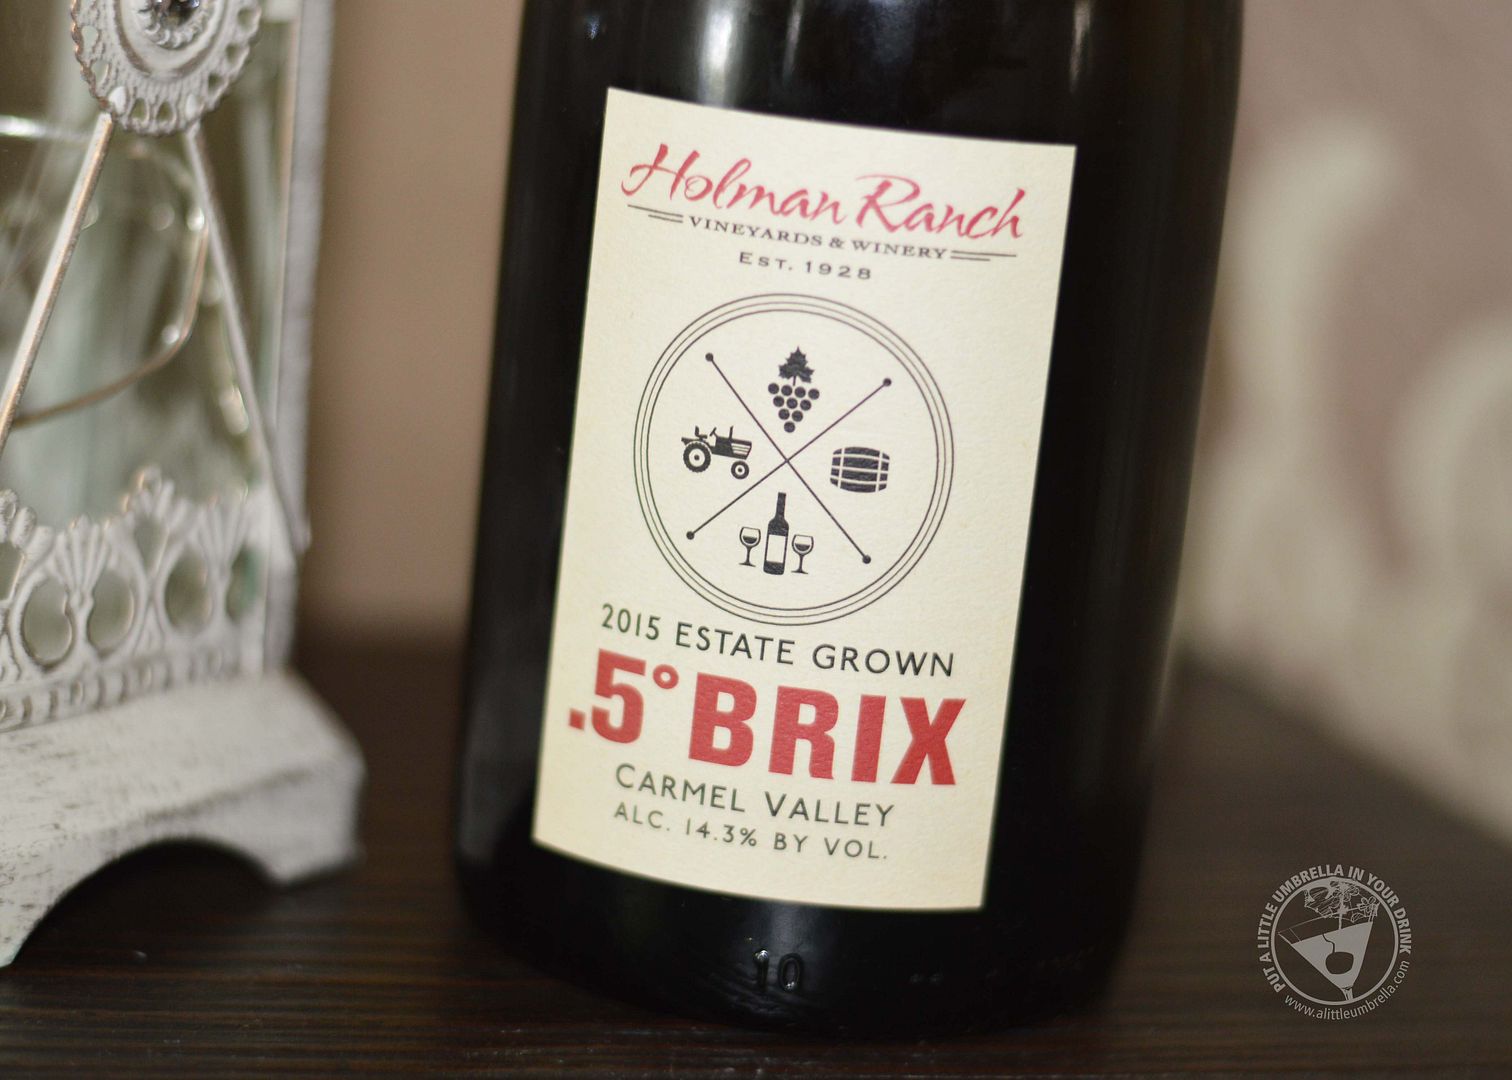 Holman Ranch
VINEYARDS & WINERY
EST. 1928
2015 ESTATE GROWN
.5° BRIX
CARMEL VALLEY
ALC. 14.3% BY VOL.
10
PUT A LITTLE UMBRELLA IN YOUR DRINK
www.alittleumbrella.com